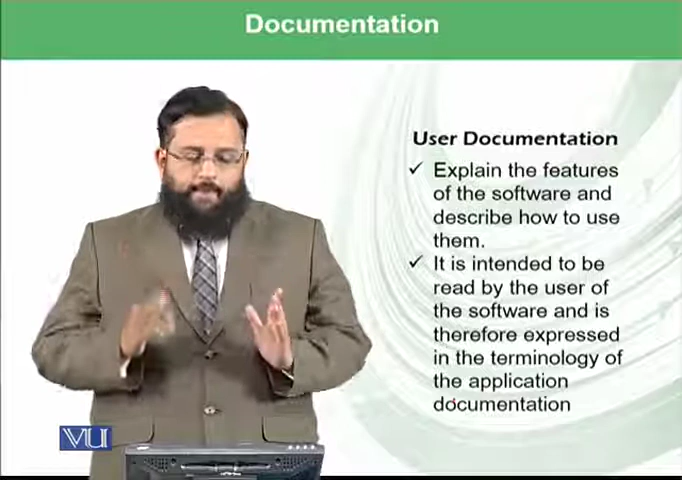 Documentation
User Documentation
✓ Explain the features
of the software and
describe how to use
them.
✓ It is intended to be
read by the user of
the software and is
therefore expressed
in the terminology of
the application
documentation
VU